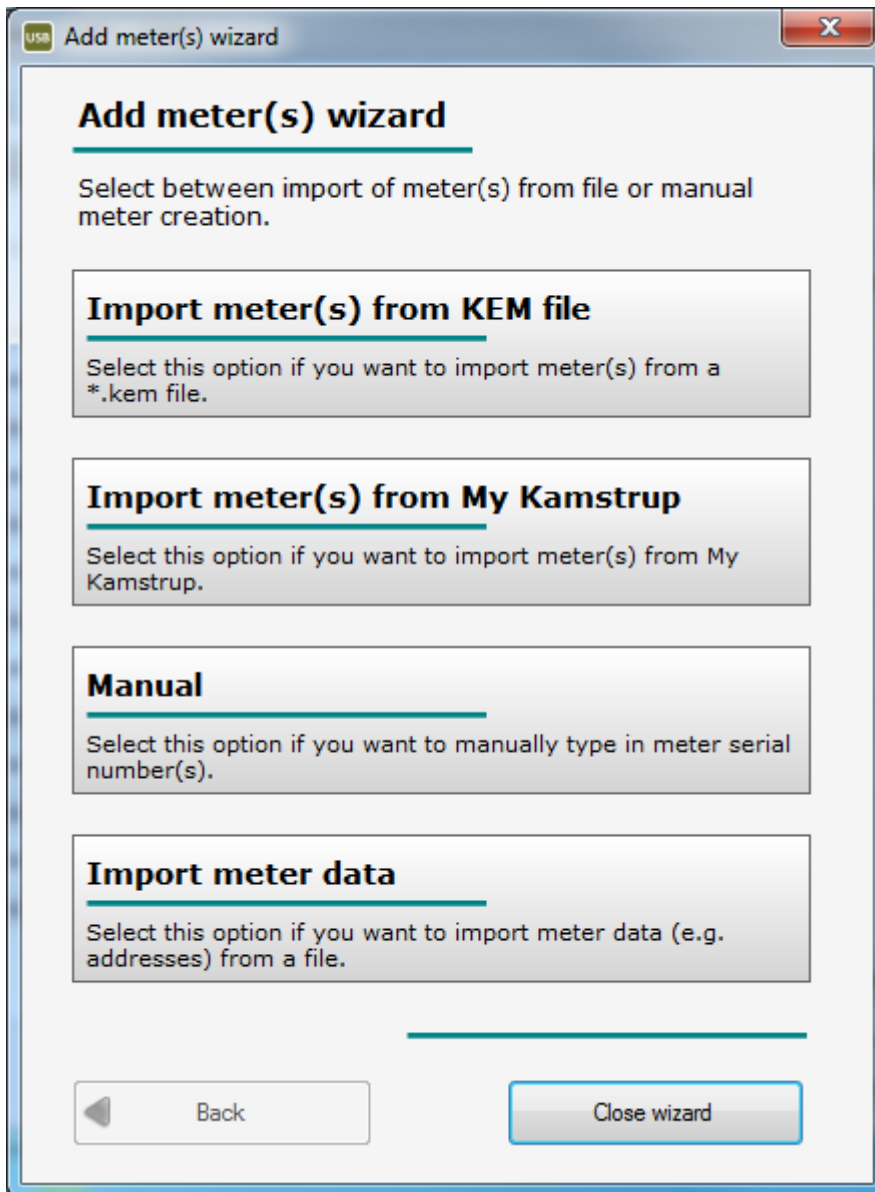 USB Add meter(s) wizard
Add meter(s) wizard
Select between import of meter(s) from file or manual
meter creation.
Import meter(s) from KEM file
Select this option if you want to import meter(s) from a
*.kem file.
Import meter(s) from My Kamstrup
Select this option if you want to import meter(s) from My
Kamstrup.
Manual
Select this option if you want to manually type in meter serial
number(s).
Import meter data
Select this option if you want to import meter data (e.g.
addresses) from a file.
Back Close wizard